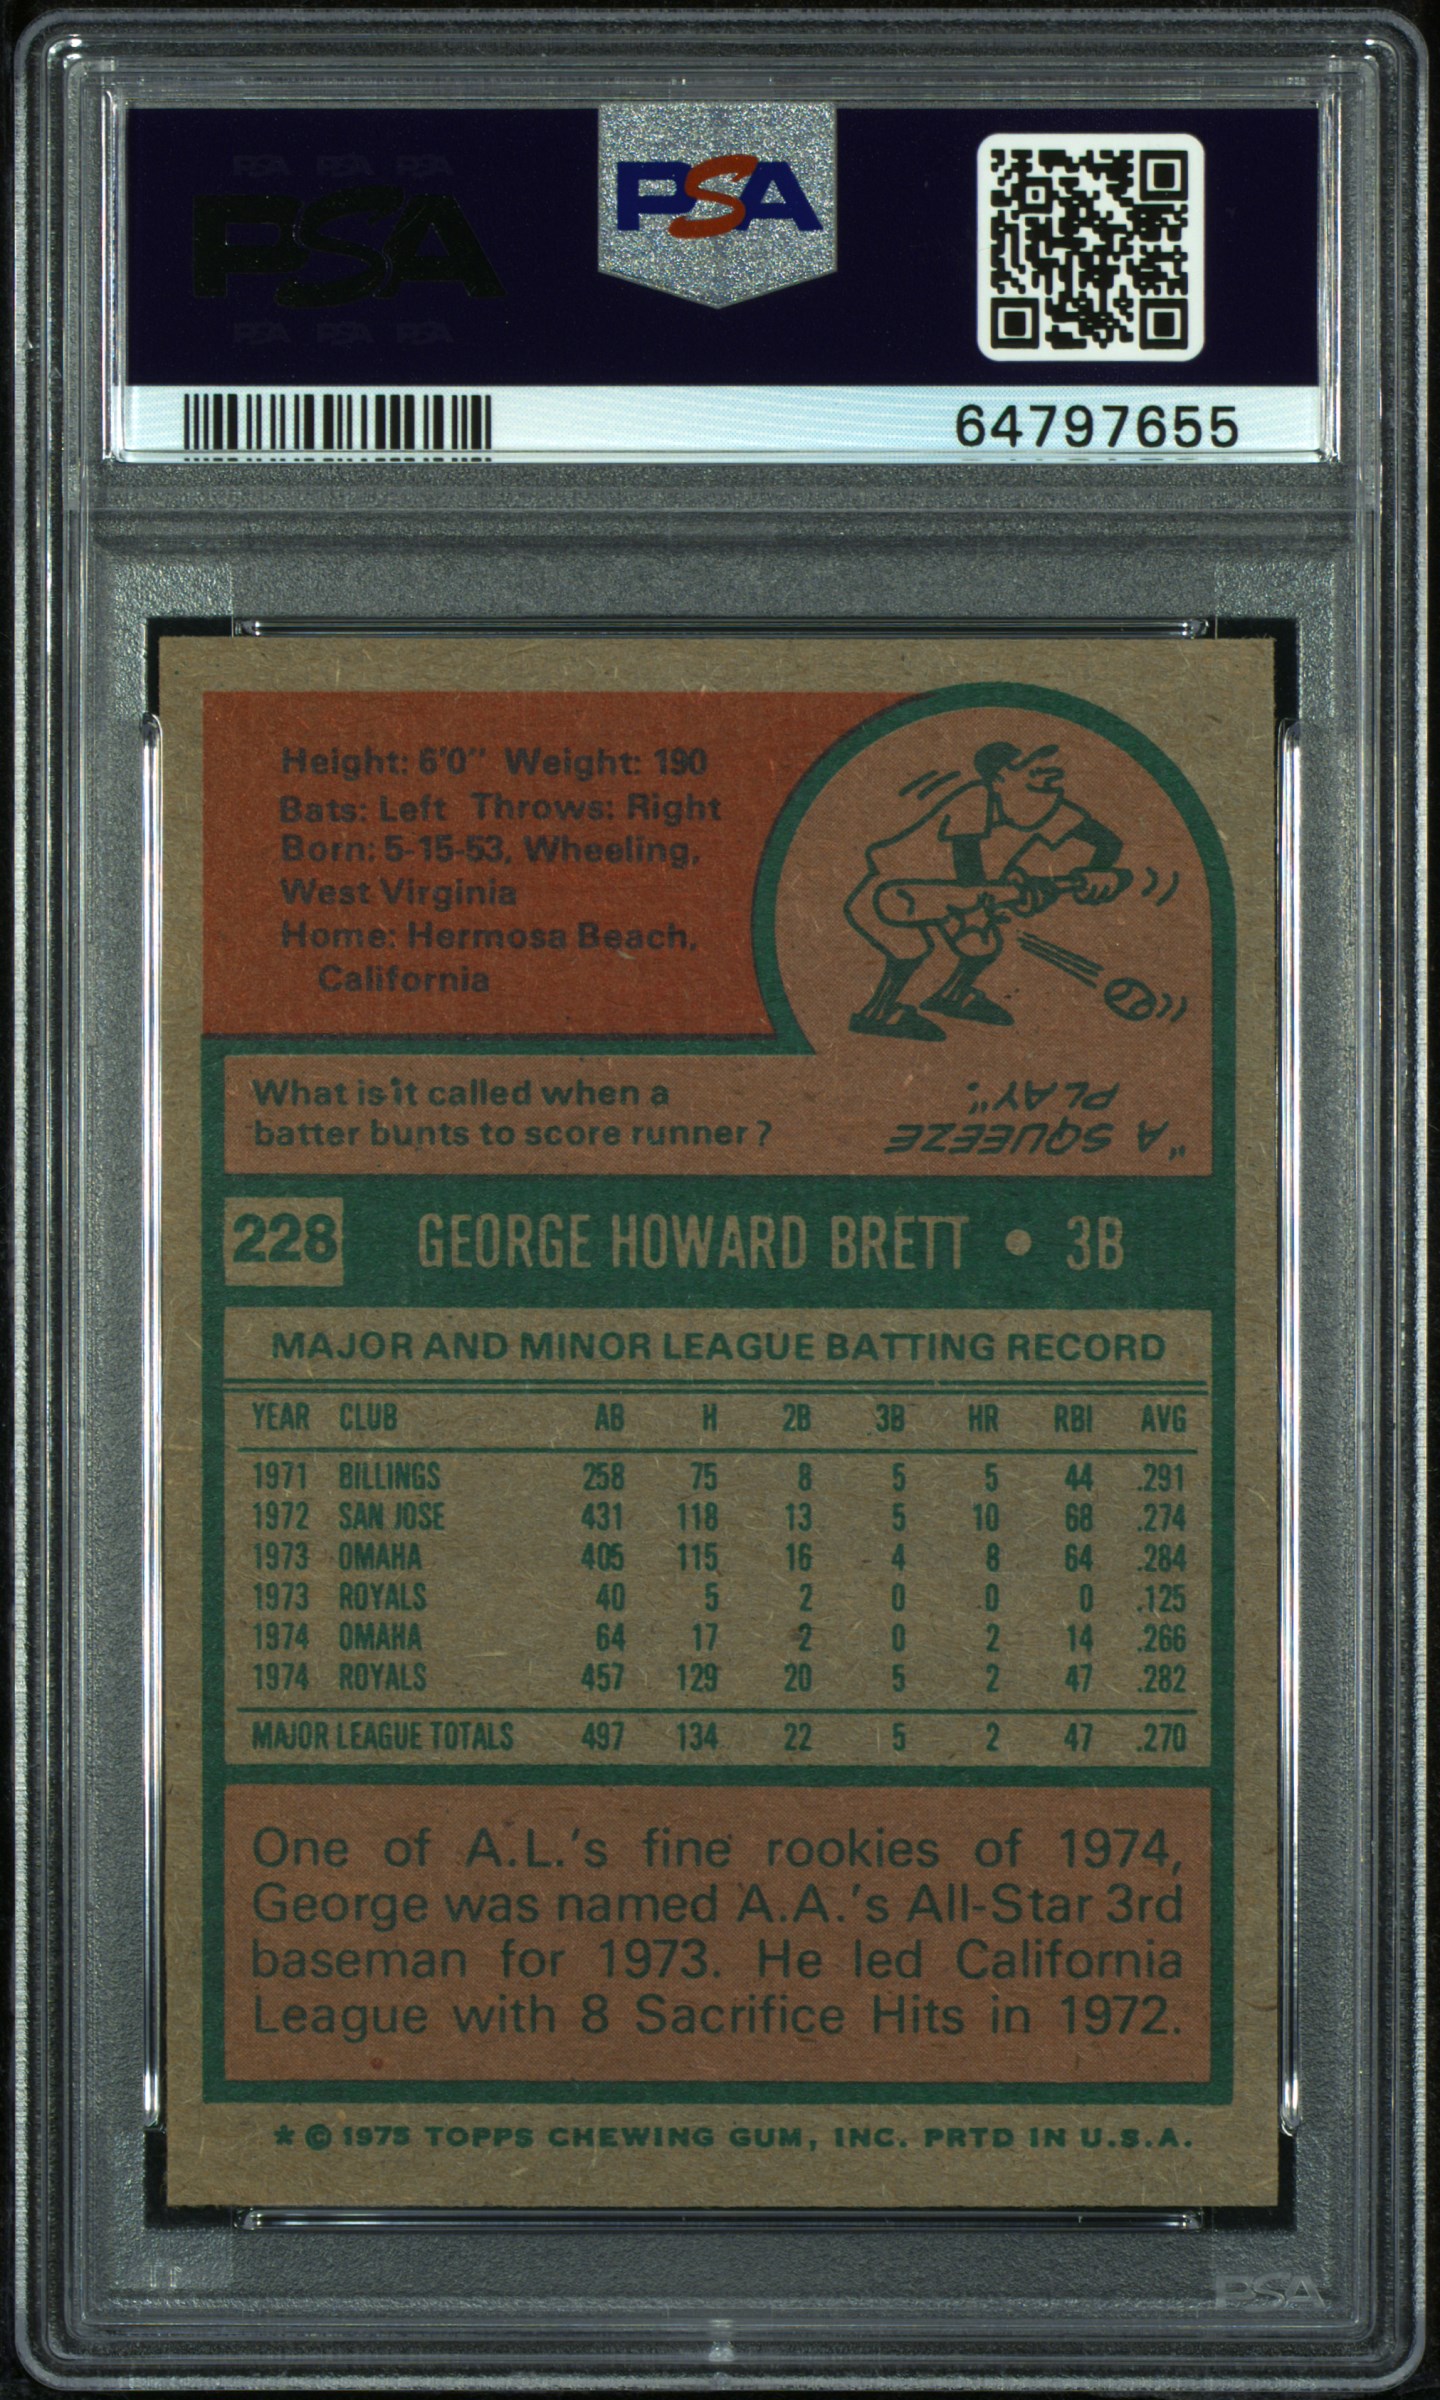 PSA PSA PSA
PSA
PSA PSA PSA
PSA
64797655
Height: 6'0" Weight: 190
Bats: Left Throws: Right
Born: 5-15-53, Wheeling,
West Virginia
Home: Hermosa Beach,
California
What is it called when a
batter bunts to score runner?
"A SQUEEZE
PLAY".
228 GEORGE HOWARD BRETT • 3B
MAJOR AND MINOR LEAGUE BATTING RECORD
YEAR CLUB AB H 2B 3B HR RBI AVG
1971 BILLINGS 258 75 8 5 5 44 .291
1972 SAN JOSE 431 118 13 5 10 68 .274
1973 OMAHA 405 115 16 4 8 64 .284
1973 ROYALS 40 5 2 0 0 0 .125
1974 OMAHA 64 17 2 0 2 14 .266
1974 ROYALS 457 129 20 5 2 47 .282
MAJOR LEAGUE TOTALS 497 134 22 5 2 47 .270
One of A.L.'s fine rookies of 1974,
George was named A.A.'s All-Star 3rd
baseman for 1973. He led California
League with 8 Sacrifice Hits in 1972.
* © 1975 TOPPS CHEWING GUM, INC. PRTD IN U.S.A.
PSA